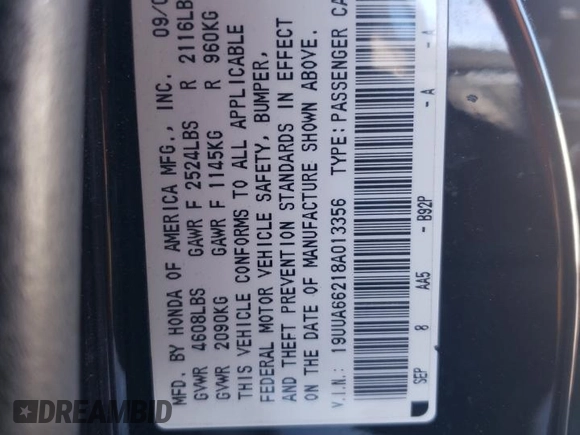 MFD. BY HONDA OF AMERICA MFG., INC. 09/0
GVWR 4608LBS GAWR F 2524LBS R 2116LB
GVWR 2090KG GAWR F 1145KG R 960KG
THIS VEHICLE CONFORMS TO ALL APPLICABLE
FEDERAL MOTOR VEHICLE SAFETY, BUMPER,
AND THEFT PREVENTION STANDARDS IN EFFECT
ON THE DATE OF MANUFACTURE SHOWN ABOVE.
V.I.N.: 19UUA66218A013356 TYPE: PASSENGER CA
SEP 8 AA5 - B92P - A - A
DREAMBID